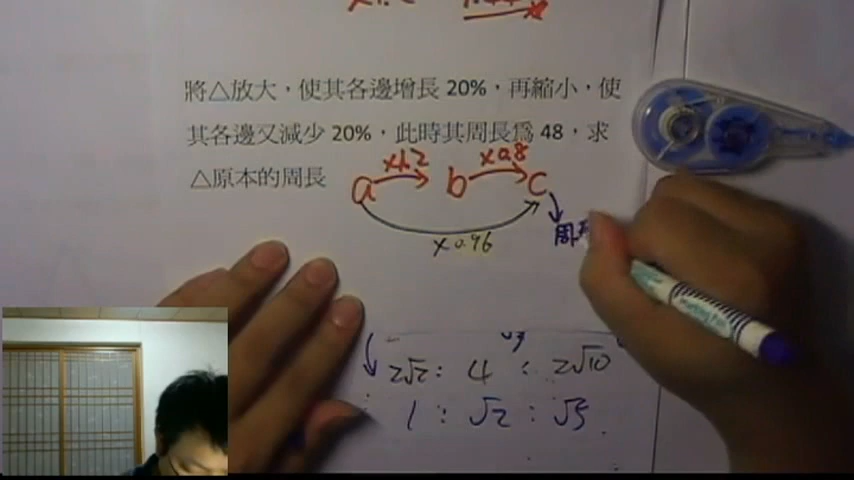 將△放大，使其各邊增長 20%，再縮小，使
其各邊又減少 20%，此時其周長爲 48，求
△原本的周長
×1.2 ×0.8
a b c
×0.96 周
2√2 : 4 : 2√10
1 : √2 : √5